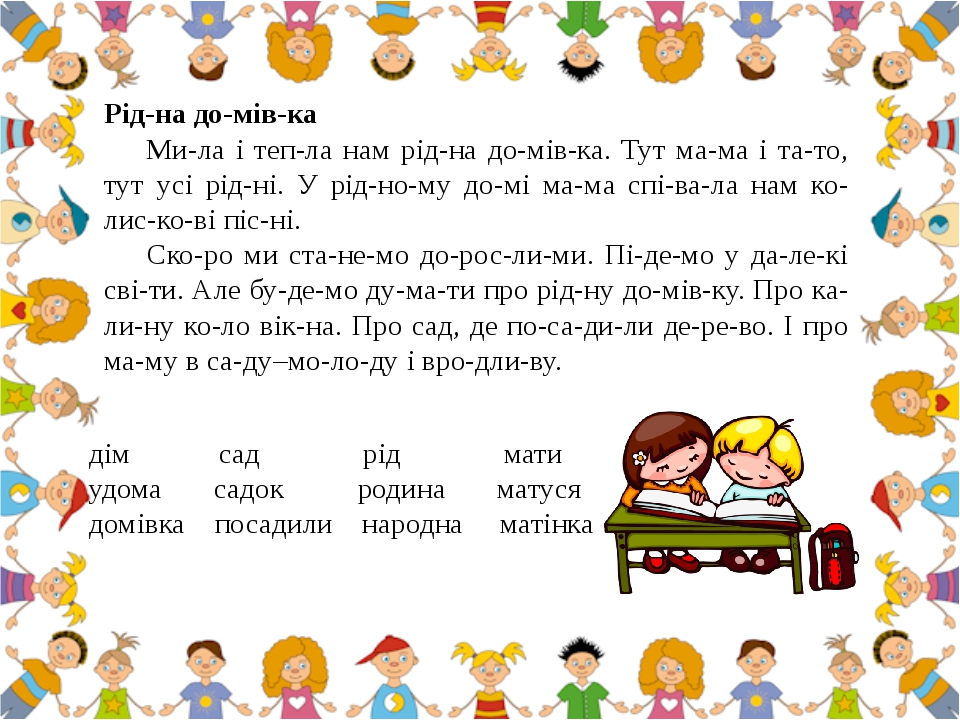 Рід-на до-мів-ка
Ми-ла і теп-ла нам рід-на до-мів-ка. Тут ма-ма і та-то,
тут усі рід-ні. У рід-но-му до-мі ма-ма спі-ва-ла нам ко-
лис-ко-ві піс-ні.
Ско-ро ми ста-не-мо до-рос-ли-ми. Пі-де-мо у да-ле-кі
сві-ти. Але бу-де-мо ду-ма-ти про рід-ну до-мів-ку. Про ка-
ли-ну ко-ло вік-на. Про сад, де по-са-ди-ли де-ре-во. І про
ма-му в са-ду–мо-ло-ду і вро-дли-ву.
дім сад рід мати
удома садок родина матуся
домівка посадили народна матінка